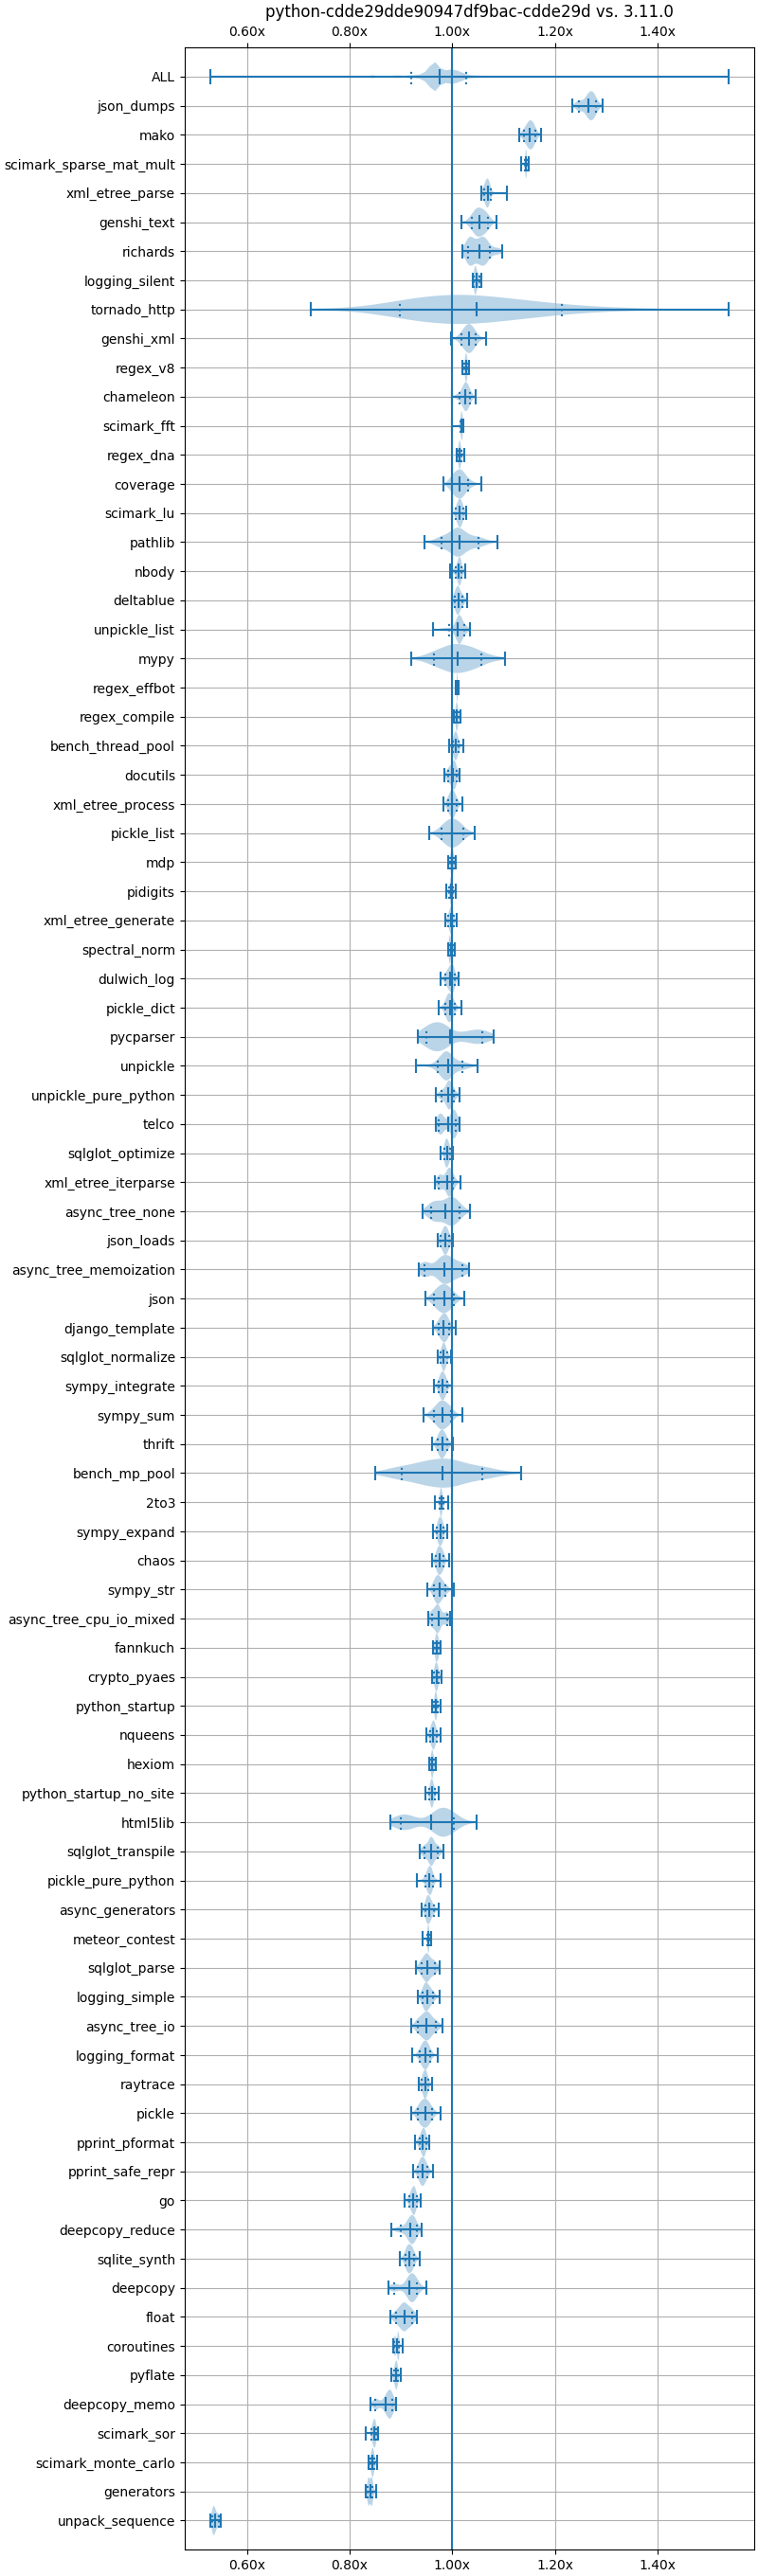 python-cdde29dde90947df9bac-cdde29d vs. 3.11.0
0.60x 0.80x 1.00x 1.20x 1.40x
ALL
json_dumps
mako
scimark_sparse_mat_mult
xml_etree_parse
genshi_text
richards
logging_silent
tornado_http
genshi_xml
regex_v8
chameleon
scimark_fft
regex_dna
coverage
scimark_lu
pathlib
nbody
deltablue
unpickle_list
mypy
regex_effbot
regex_compile
bench_thread_pool
docutils
xml_etree_process
pickle_list
mdp
pidigits
xml_etree_generate
spectral_norm
dulwich_log
pickle_dict
pycparser
unpickle
unpickle_pure_python
telco
sqlglot_optimize
xml_etree_iterparse
async_tree_none
json_loads
async_tree_memoization
json
django_template
sqlglot_normalize
sympy_integrate
sympy_sum
thrift
bench_mp_pool
2to3
sympy_expand
chaos
sympy_str
async_tree_cpu_io_mixed
fannkuch
crypto_pyaes
python_startup
nqueens
hexiom
python_startup_no_site
html5lib
sqlglot_transpile
pickle_pure_python
async_generators
meteor_contest
sqlglot_parse
logging_simple
async_tree_io
logging_format
raytrace
pickle
pprint_pformat
pprint_safe_repr
go
deepcopy_reduce
sqlite_synth
deepcopy
float
coroutines
pyflate
deepcopy_memo
scimark_sor
scimark_monte_carlo
generators
unpack_sequence
0.60x 0.80x 1.00x 1.20x 1.40x